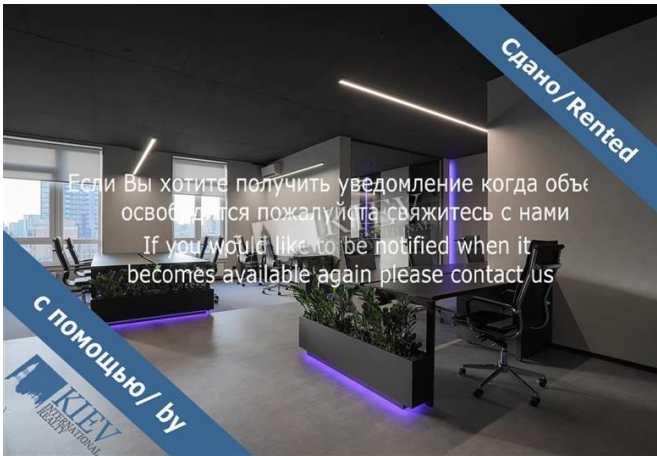 Сдано/Rented
Если Вы хотите получить уведомление когда объе
освободится пожалуйста свяжитесь с нами
If you would like to be notified when it
becomes available again please contact us
KIEV
с помощью/ by
KIEV
INTERNATIONAL
REALTY